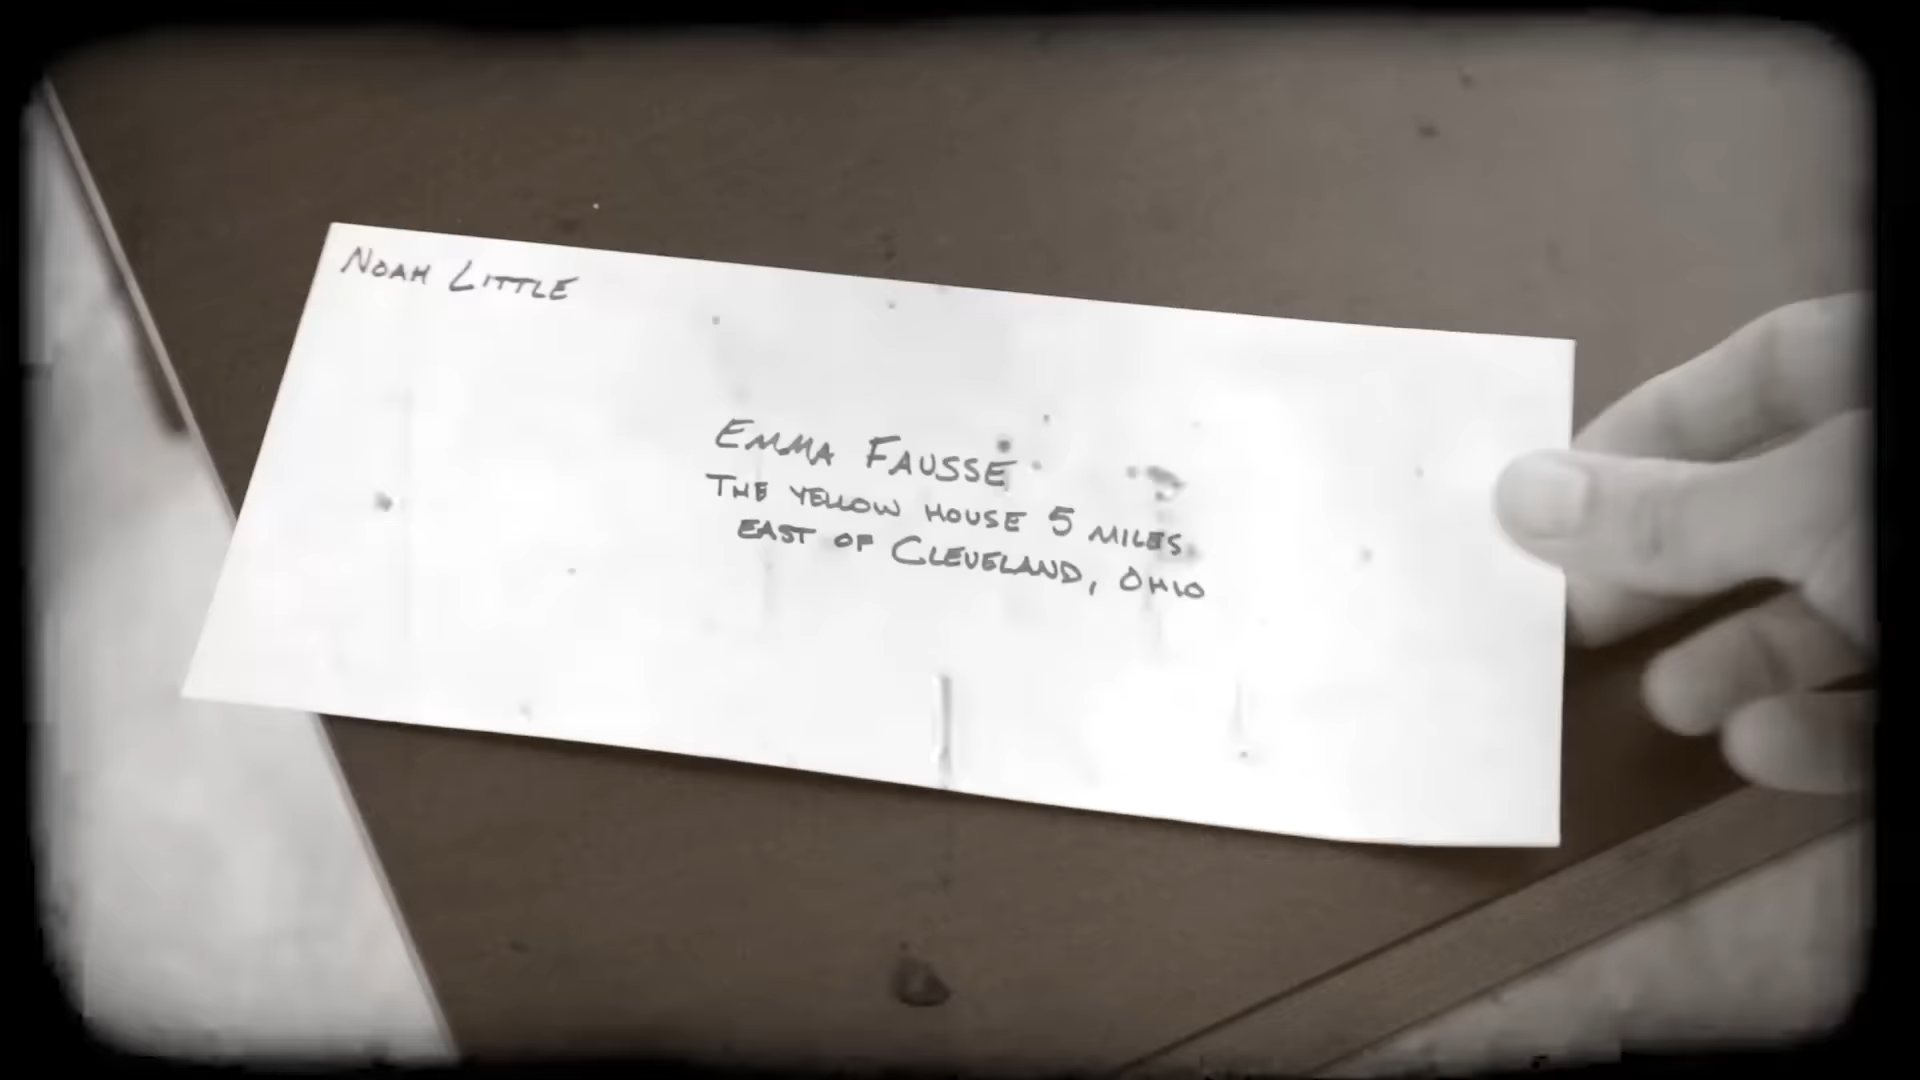 NOAH LITTLE
EMMA FAUSSE
THE YELLOW HOUSE 5 MILES
EAST OF CLEVELAND, OHIO